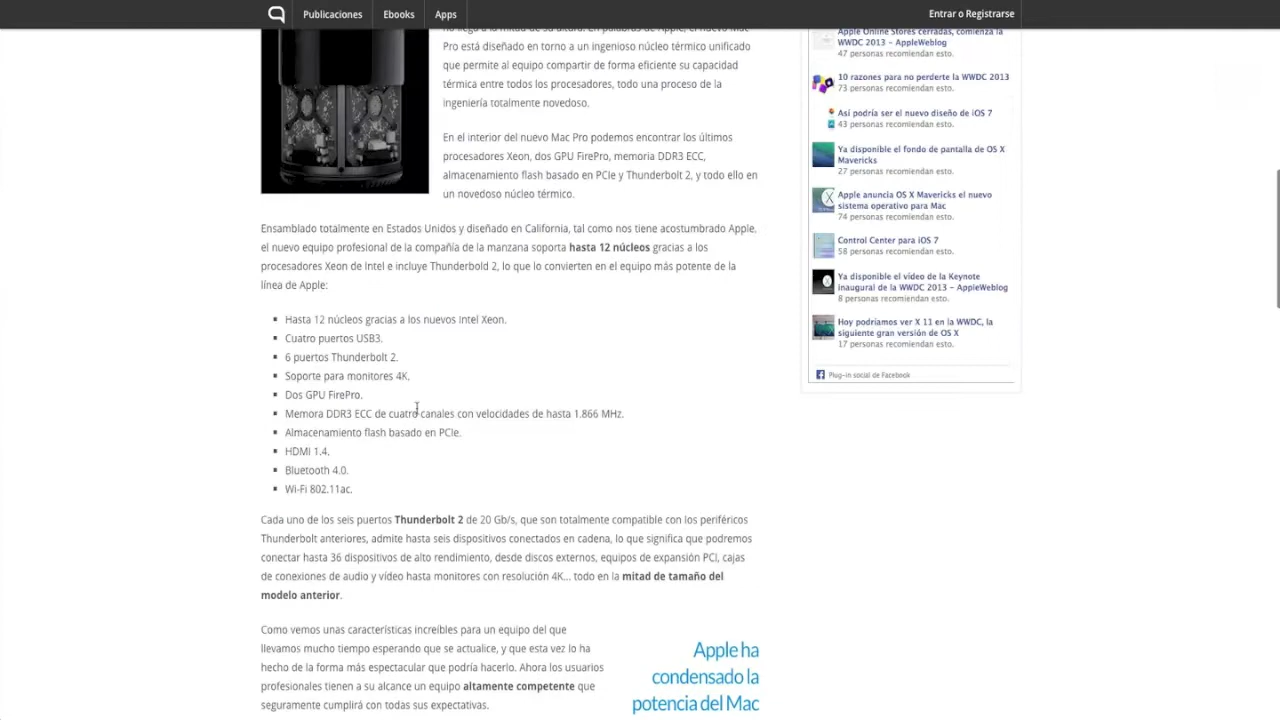 Publicaciones
Ebooks
Apps
Entrar o Registrarse
no llega a la mitad de su altura. En palabras de Apple, el nuevo Mac
Pro está diseñado en torno a un ingenioso núcleo térmico unificado
que permite al equipo compartir de forma eficiente su capacidad
térmica entre todos los procesadores, todo una proceso de la
ingeniería totalmente novedoso.
En el interior del nuevo Mac Pro podemos encontrar los últimos
procesadores Xeon, dos GPU FirePro, memoria DDR3 ECC,
almacenamiento flash basado en PCIe y Thunderbolt 2, y todo ello en
un novedoso núcleo térmico.
Ensamblado totalmente en Estados Unidos y diseñado en California, tal como nos tiene acostumbrado Apple,
el nuevo equipo profesional de la compañía de la manzana soporta hasta 12 núcleos gracias a los
procesadores Xeon de Intel e incluye Thunderbold 2, lo que lo convierten en el equipo más potente de la
línea de Apple:
Hasta 12 núcleos gracias a los nuevos Intel Xeon.
Cuatro puertos USB3.
6 puertos Thunderbolt 2.
Soporte para monitores 4K,
Dos GPU FirePro.
Memora DDR3 ECC de cuatro canales con velocidades de hasta 1.866 MHz.
Almacenamiento flash basado en PCIe.
HDMI 1.4.
Bluetooth 4.0.
Wi-Fi 802.11ac.
Cada uno de los seis puertos Thunderbolt 2 de 20 Gb/s, que son totalmente compatible con los periféricos
Thunderbolt anteriores, admite hasta seis dispositivos conectados en cadena, lo que significa que podremos
conectar hasta 36 dispositivos de alto rendimiento, desde discos externos, equipos de expansión PCI, cajas
de conexiones de audio y vídeo hasta monitores con resolución 4K... todo en la mitad de tamaño del
modelo anterior.
Como vemos unas características increíbles para un equipo del que
llevamos mucho tiempo esperando que se actualice, y que esta vez lo ha
hecho de la forma más espectacular que podría hacerlo. Ahora los usuarios
profesionales tienen a su alcance un equipo altamente competente que
seguramente cumplirá con todas sus expectativas.
Apple ha
condensado la
potencia del Mac
Apple Online Stores cerradas, comienza la
WWDC 2013 - AppleWeblog
47 personas recomiendan esto.
10 razones para no perderte la WWDC 2013
73 personas recomiendan esto.
Así podría ser el nuevo diseño de iOS 7
43 personas recomiendan esto.
Ya disponible el fondo de pantalla de OS X
Mavericks
27 personas recomiendan esto.
Apple anuncia OS X Mavericks el nuevo
sistema operativo para Mac
74 personas recomiendan esto.
Control Center para iOS 7
58 personas recomiendan esto.
Ya disponible el vídeo de la Keynote
inaugural de la WWDC 2013 - AppleWeblog
8 personas recomiendan esto.
Hoy podríamos ver X 11 en la WWDC, la
siguiente gran versión de OS X
17 personas recomiendan esto.
Plug-in social de Facebook